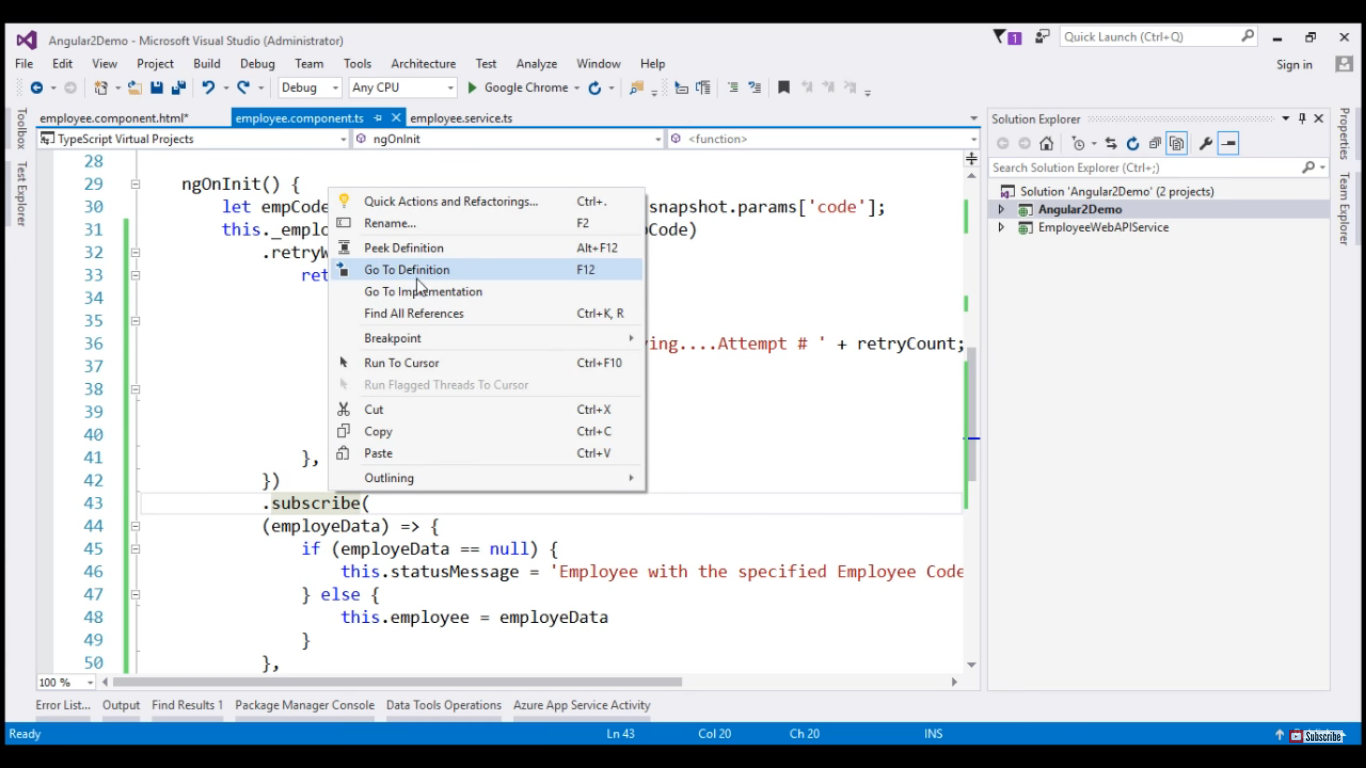 Angular2Demo - Microsoft Visual Studio (Administrator)
1
Quick Launch (Ctrl+Q)
File Edit View Project Build Debug Team Tools Architecture Test Analyze Window Help
Sign in
Debug Any CPU Google Chrome
Toolbox
Test Explorer
employee.component.html* employee.component.ts employee.service.ts
TypeScript Virtual Projects ngOnInit <function>
28
29 ngOnInit() {
30 let empCode snapshot.params['code'];
31 this._emplo pCode)
32 .retryW
33 ret
34
35
36 ying....Attempt # ' + retryCount;
37
38
39
40
41 },
42 })
43 .subscribe(
44 (employeData) => {
45 if (employeData == null) {
46 this.statusMessage = 'Employee with the specified Employee Code
47 } else {
48 this.employee = employeData
49 }
50 },
Quick Actions and Refactorings... Ctrl+.
Rename... F2
Peek Definition Alt+F12
Go To Definition F12
Go To Implementation
Find All References Ctrl+K, R
Breakpoint
Run To Cursor Ctrl+F10
Run Flagged Threads To Cursor
Cut Ctrl+X
Copy Ctrl+C
Paste Ctrl+V
Outlining
Solution Explorer
Search Solution Explorer (Ctrl+;)
Solution 'Angular2Demo' (2 projects)
Angular2Demo
EmployeeWebAPIService
Properties
Team Explorer
100 %
Error List... Output Find Results 1 Package Manager Console Data Tools Operations Azure App Service Activity
Ready Ln 43 Col 20 Ch 20 INS
Subscribe